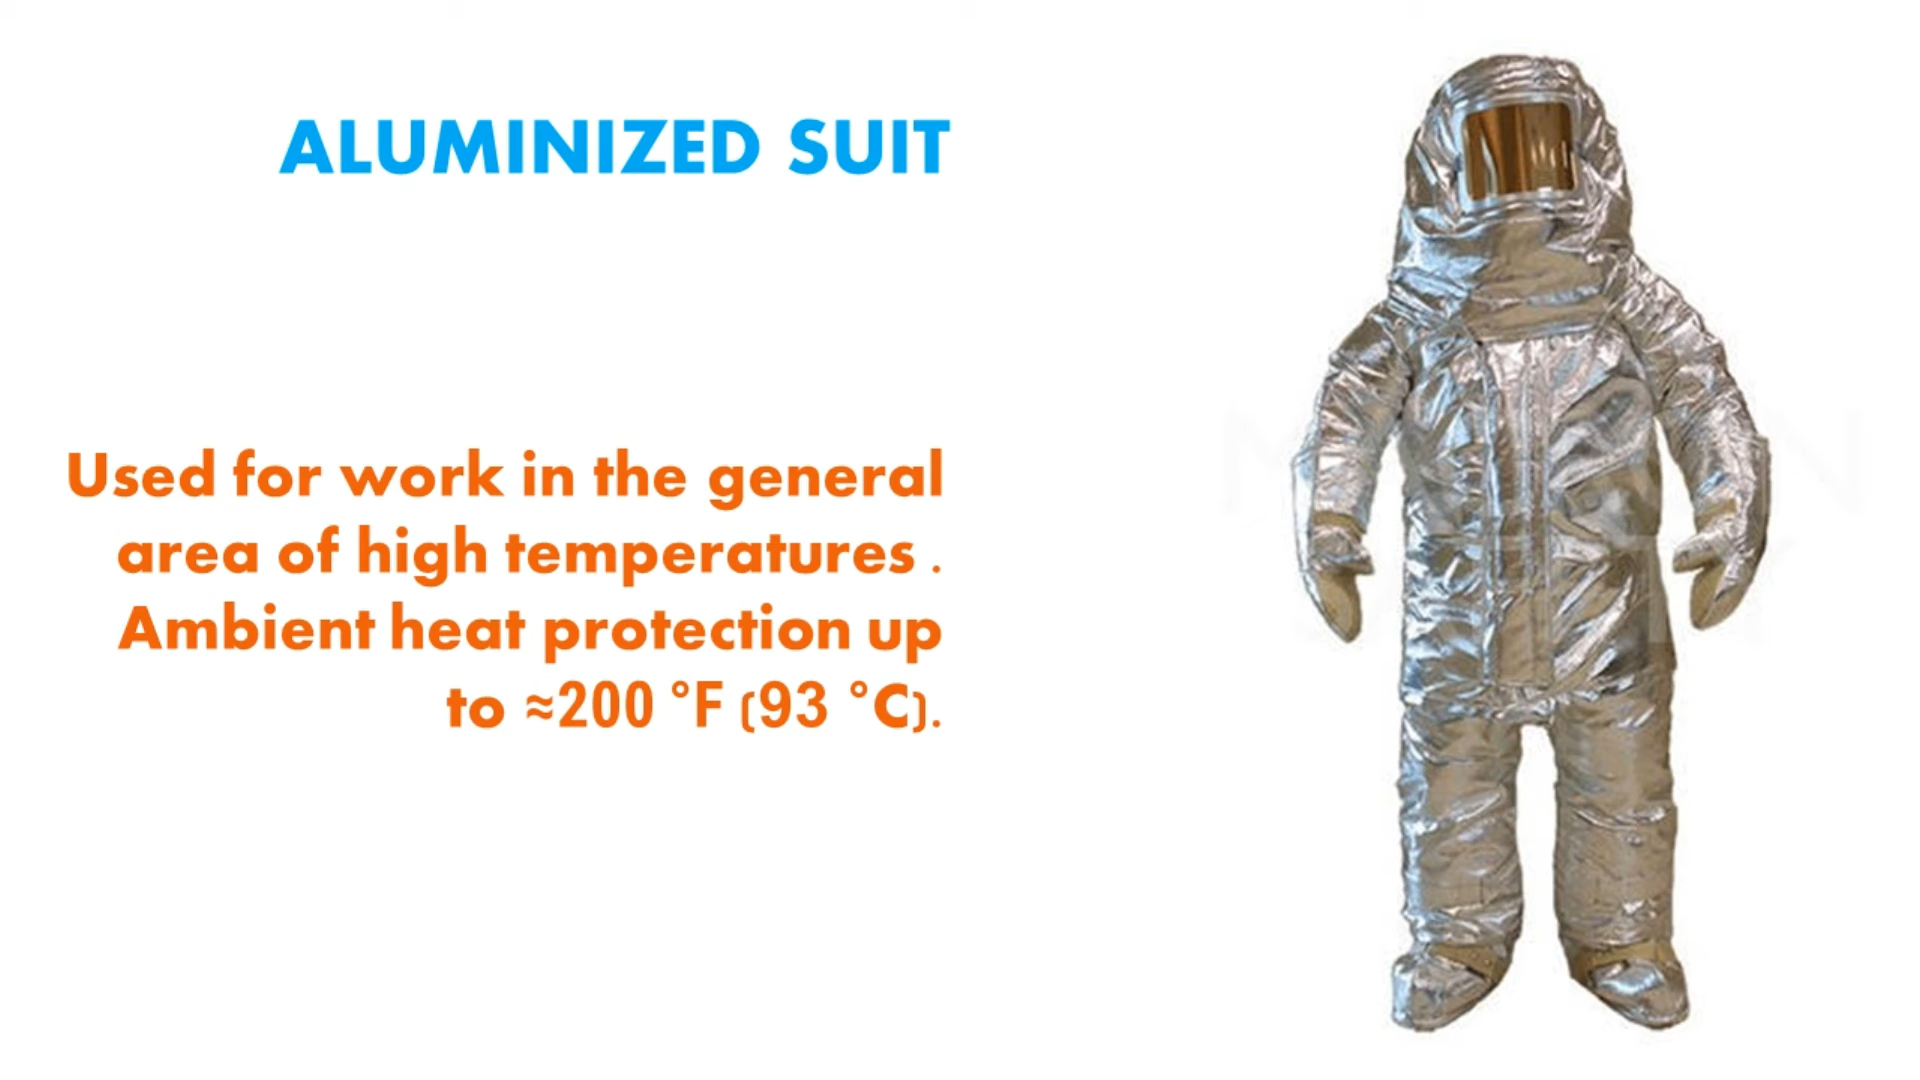 ALUMINIZED SUIT
Used for work in the general
area of high temperatures .
Ambient heat protection up
to ≈200 °F (93 °C).